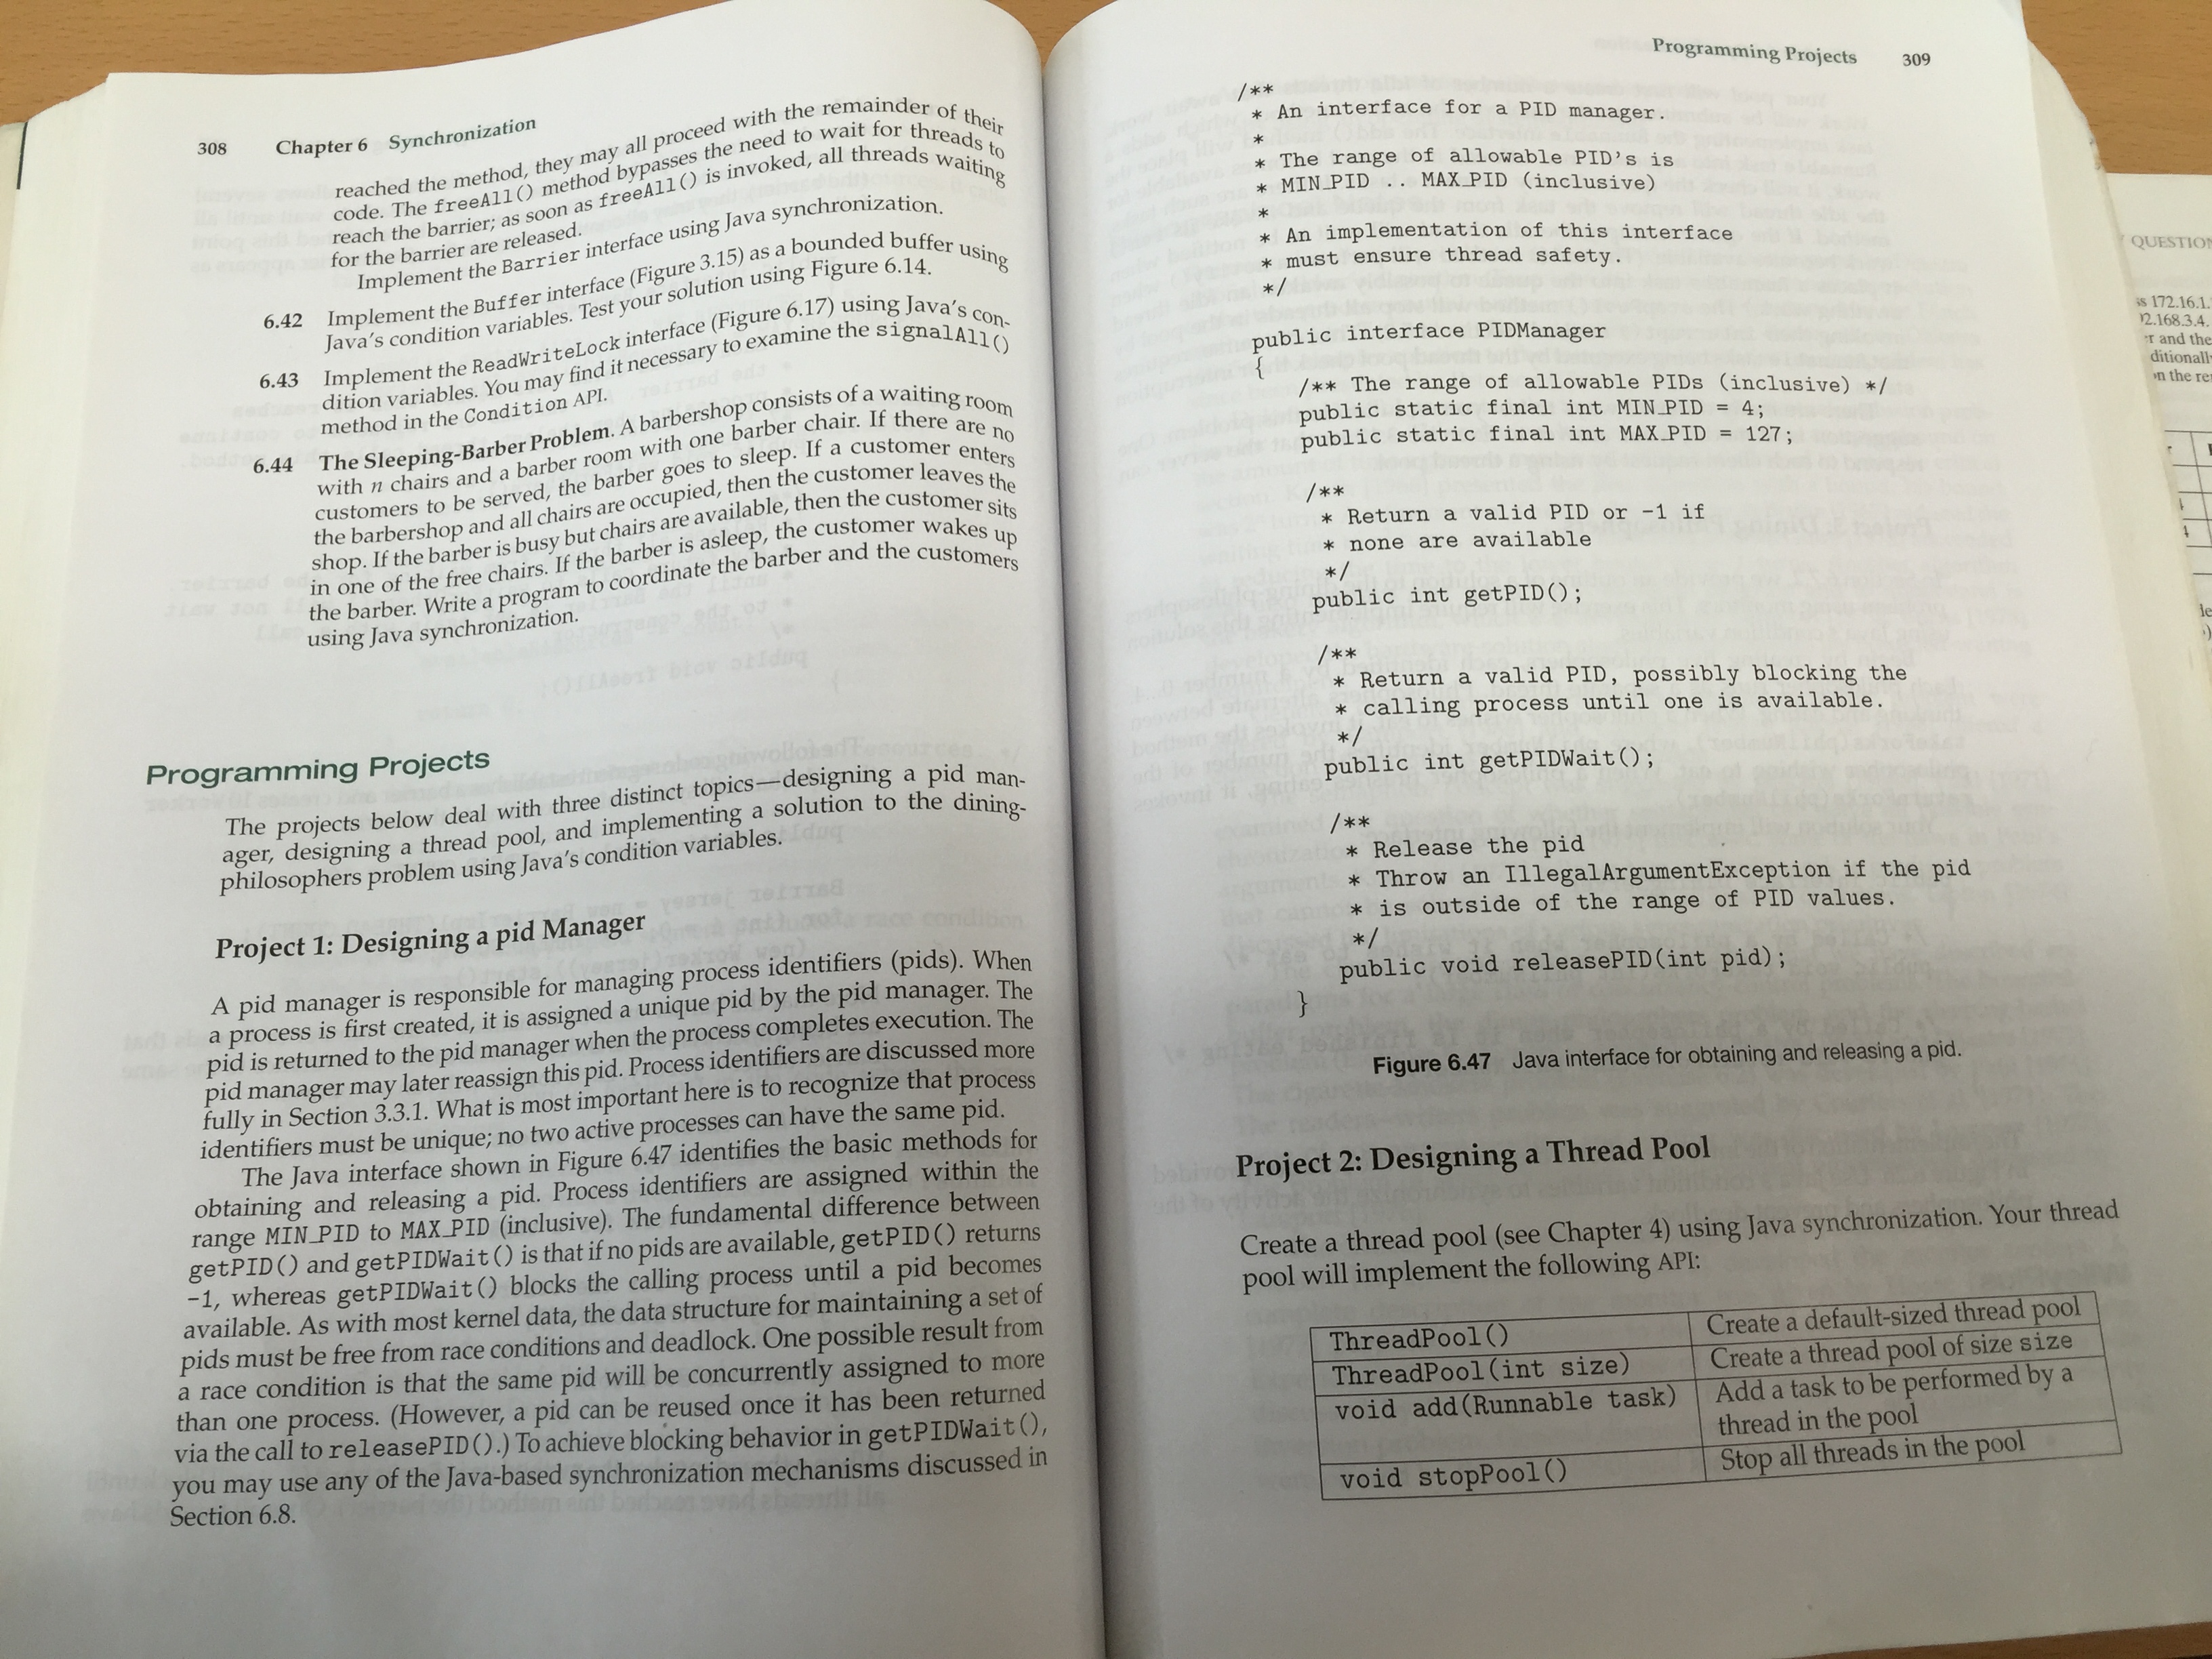 308 Chapter 6 Synchronization
reached the method, they may all proceed with the remainder of their
code. The freeAll() method bypasses the need to wait for threads to
reach the barrier; as soon as freeAll() is invoked, all threads waiting
for the barrier are released.
Implement the Barrier interface using Java synchronization.
6.42 Implement the Buffer interface (Figure 3.15) as a bounded buffer using
Java's condition variables. Test your solution using Figure 6.14.
6.43 Implement the ReadWriteLock interface (Figure 6.17) using Java's con-
dition variables. You may find it necessary to examine the signalAll()
method in the Condition API.
6.44 The Sleeping-Barber Problem. A barbershop consists of a waiting room
with n chairs and a barber room with one barber chair. If there are no
customers to be served, the barber goes to sleep. If a customer enters
the barbershop and all chairs are occupied, then the customer leaves the
shop. If the barber is busy but chairs are available, then the customer sits
in one of the free chairs. If the barber is asleep, the customer wakes up
the barber. Write a program to coordinate the barber and the customers
using Java synchronization.
Programming Projects
The projects below deal with three distinct topics—designing a pid man-
ager, designing a thread pool, and implementing a solution to the dining-
philosophers problem using Java's condition variables.
Project 1: Designing a pid Manager
A pid manager is responsible for managing process identifiers (pids). When
a process is first created, it is assigned a unique pid by the pid manager. The
pid is returned to the pid manager when the process completes execution. The
pid manager may later reassign this pid. Process identifiers are discussed more
fully in Section 3.3.1. What is most important here is to recognize that process
identifiers must be unique; no two active processes can have the same pid.
The Java interface shown in Figure 6.47 identifies the basic methods for
obtaining and releasing a pid. Process identifiers are assigned within the
range MIN_PID to MAX_PID (inclusive). The fundamental difference between
getPID() and getPIDWait() is that if no pids are available, getPID() returns
-1, whereas getPIDWait() blocks the calling process until a pid becomes
available. As with most kernel data, the data structure for maintaining a set of
pids must be free from race conditions and deadlock. One possible result from
a race condition is that the same pid will be concurrently assigned to more
than one process. (However, a pid can be reused once it has been returned
via the call to releasePID().) To achieve blocking behavior in getPIDWait(),
you may use any of the Java-based synchronization mechanisms discussed in
Section 6.8.
Programming Projects 309
/**
* An interface for a PID manager.
*
* The range of allowable PID's is
* MIN_PID .. MAX_PID (inclusive)
*
* An implementation of this interface
* must ensure thread safety.
*/
public interface PIDManager
{
/** The range of allowable PIDs (inclusive) */
public static final int MIN_PID = 4;
public static final int MAX_PID = 127;
/**
* Return a valid PID or -1 if
* none are available
*/
public int getPID();
/**
* Return a valid PID, possibly blocking the
* calling process until one is available.
*/
public int getPIDWait();
/**
* Release the pid
* Throw an IllegalArgumentException if the pid
* is outside of the range of PID values.
*/
public void releasePID(int pid);
}
Figure 6.47 Java interface for obtaining and releasing a pid.
Project 2: Designing a Thread Pool
Create a thread pool (see Chapter 4) using Java synchronization. Your thread
pool will implement the following API:
ThreadPool() Create a default-sized thread pool
ThreadPool(int size) Create a thread pool of size size
void add(Runnable task) Add a task to be performed by a
thread in the pool
void stopPool() Stop all threads in the pool
QUESTION
172.16.1.
2.168.3.4.
and the